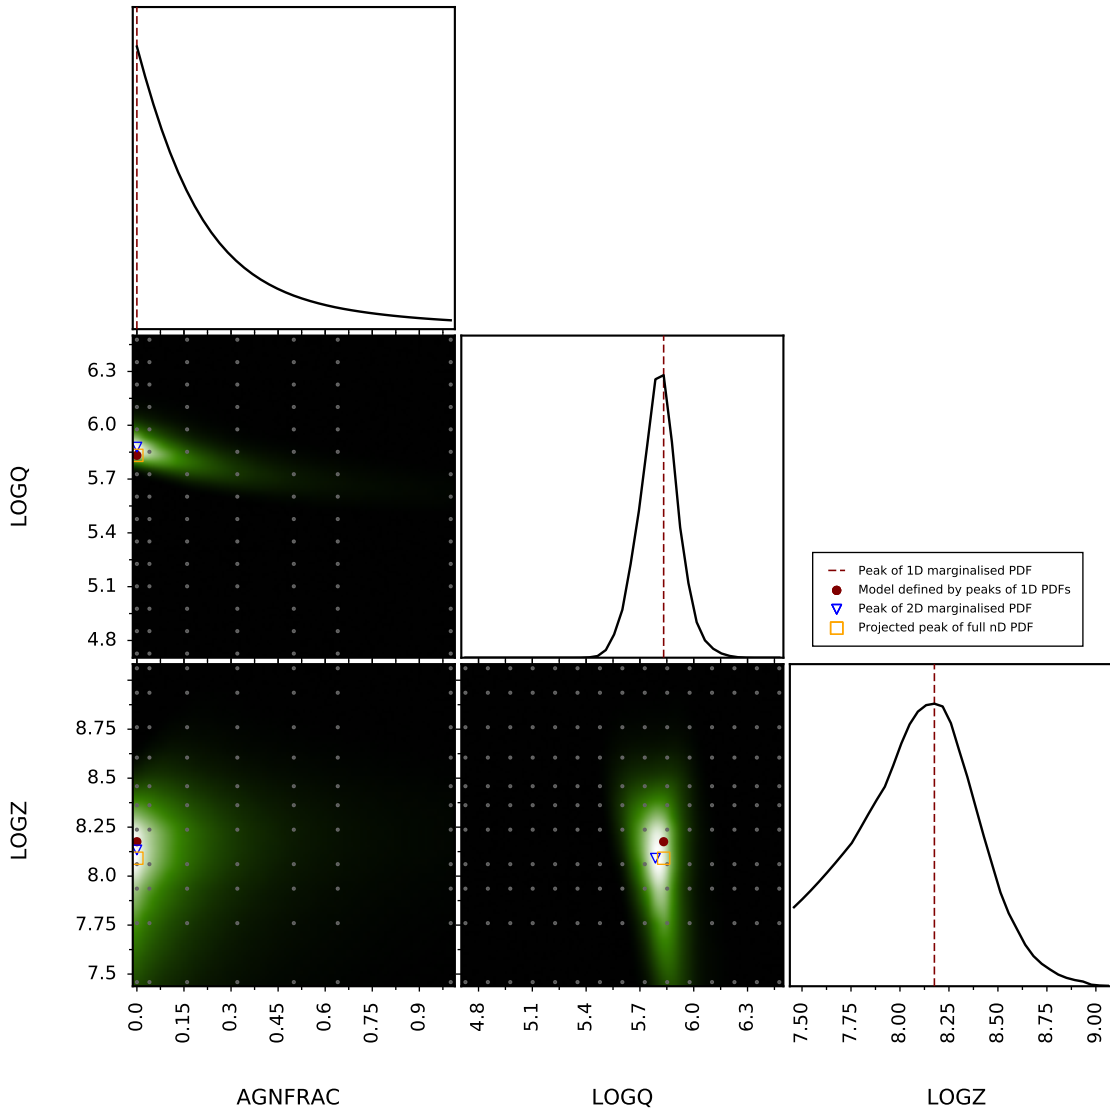 6.3
6.0
5.7
5.4
5.1
4.8
LOGQ
Peak of 1D marginalised PDF
Model defined by peaks of 1D PDFs
Peak of 2D marginalised PDF
Projected peak of full nD PDF
8.75
8.5
8.25
8.0
7.75
7.5
LOGZ
0.0 0.15 0.3 0.45 0.6 0.75 0.9
4.8 5.1 5.4 5.7 6.0 6.3
7.50 7.75 8.00 8.25 8.50 8.75 9.00
AGNFRAC LOGQ LOGZ